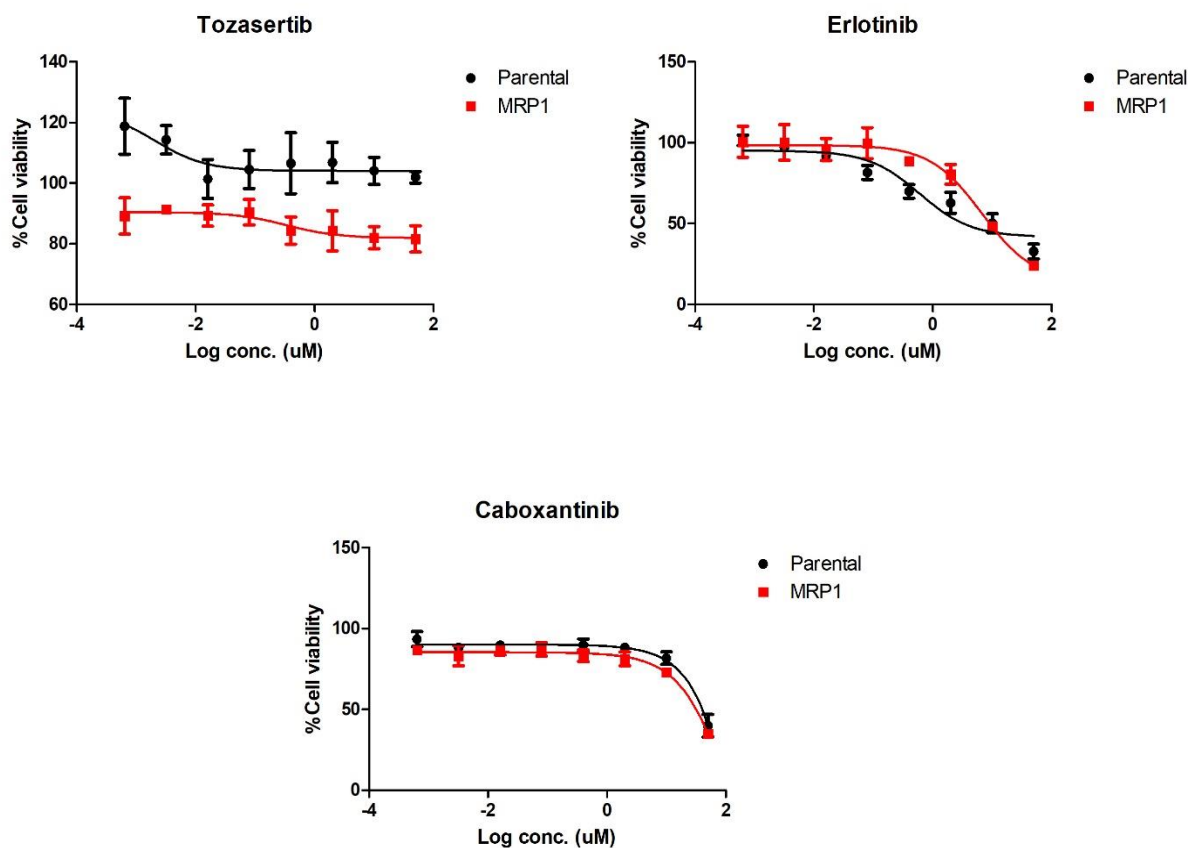 Tozasertib
140
120
100
80
60
%Cell viability
-4
-2
0
2
Log conc. (uM)
Parental
MRP1
Erlotinib
150
100
50
0
%Cell viability
-4
-2
0
2
Log conc. (uM)
Parental
MRP1
Caboxantinib
150
100
50
0
%Cell viability
-4
-2
0
2
Log conc. (uM)
Parental
MRP1